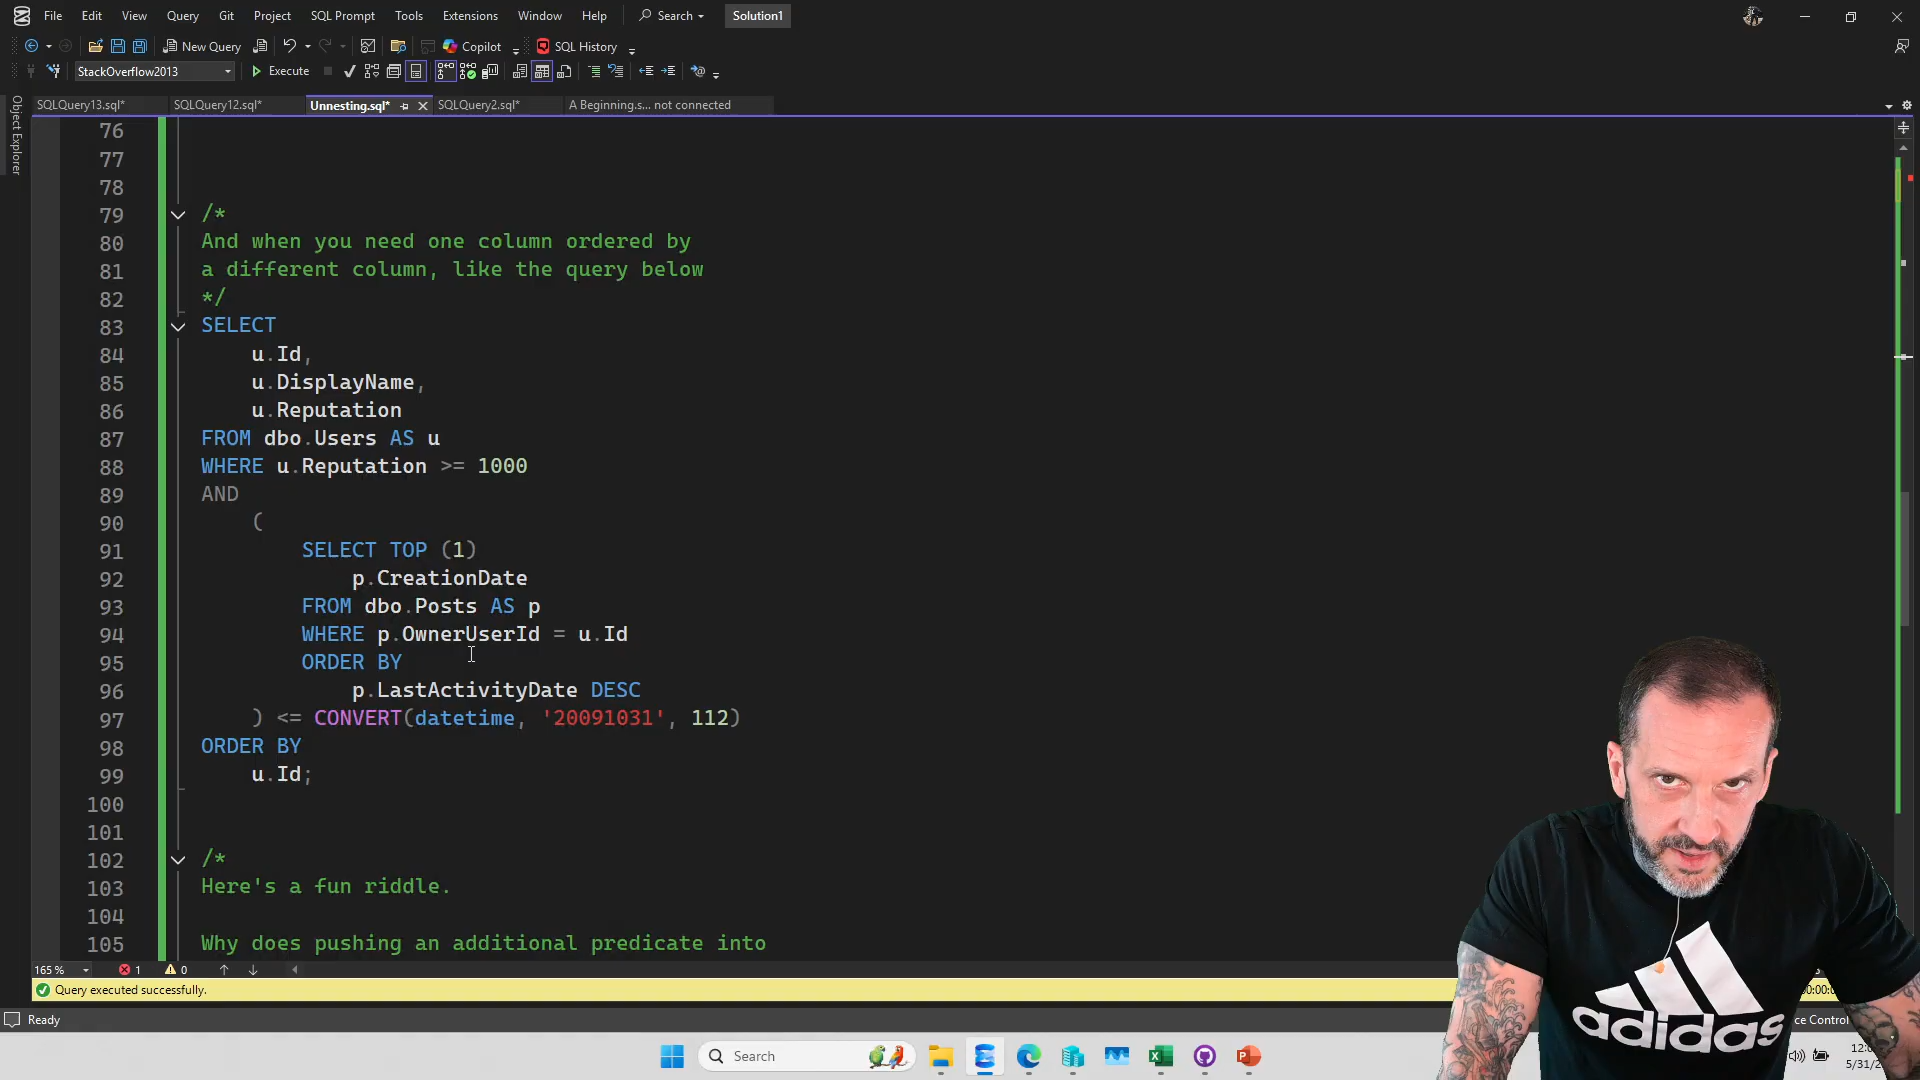 File Edit View Query Git Project SQL Prompt Tools Extensions Window Help Search Solution1
New Query Copilot SQL History
StackOverflow2013 Execute
SQLQuery13.sql* SQLQuery12.sql* Unnesting.sql* SQLQuery2.sql* A Beginning.s... not connected
Object Explorer
76
77
78
79 /*
80 And when you need one column ordered by
81 a different column, like the query below
82 */
83 SELECT
84 u.Id,
85 u.DisplayName,
86 u.Reputation
87 FROM dbo.Users AS u
88 WHERE u.Reputation >= 1000
89 AND
90 (
91 SELECT TOP (1)
92 p.CreationDate
93 FROM dbo.Posts AS p
94 WHERE p.OwnerUserId = u.Id
95 ORDER BY
96 p.LastActivityDate DESC
97 ) <= CONVERT(datetime, '20091031', 112)
98 ORDER BY
99 u.Id;
100
101
102 /*
103 Here's a fun riddle.
104
105 Why does pushing an additional predicate into
165 % 1 0
Query executed successfully.
Ready
adidas
Search